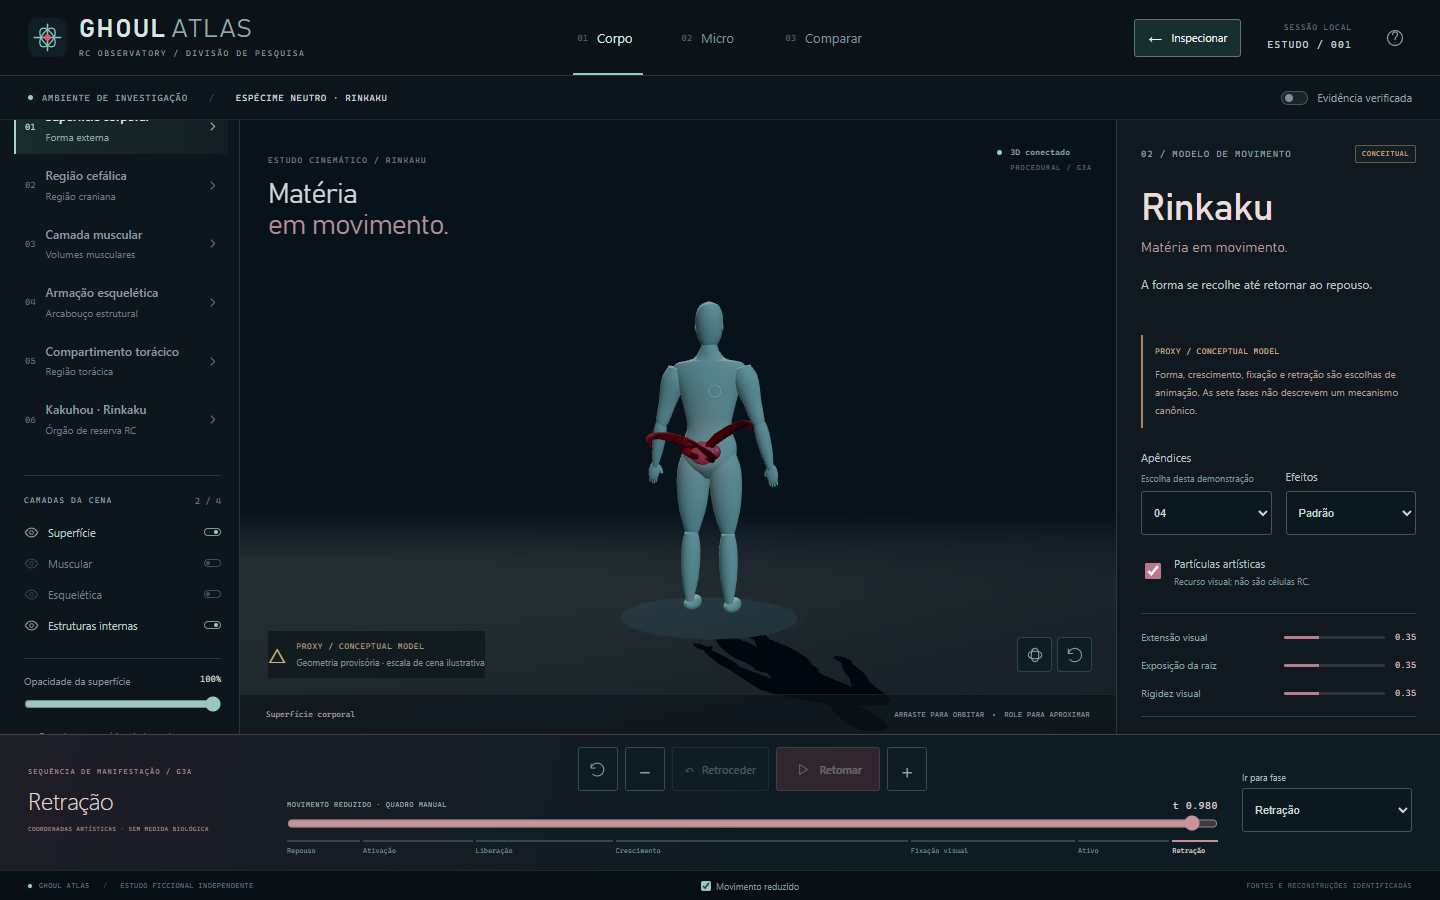 GHOUL ATLAS
RC OBSERVATORY / DIVISÃO DE PESQUISA
01 Corpo
02 Micro
03 Comparar
← Inspecionar
SESSÃO LOCAL
ESTUDO / 001
?
AMBIENTE DE INVESTIGAÇÃO / ESPÉCIME NEUTRO · RINKAKU
Evidência verificada
01 Superfície corporal
Forma externa
02 Região cefálica
Região craniana
03 Camada muscular
Volumes musculares
04 Armação esquelética
Arcabouço estrutural
05 Compartimento torácico
Região torácica
06 Kakuhou · Rinkaku
Órgão de reserva RC
CAMADAS DA CENA 2 / 4
Superfície
Muscular
Esquelética
Estruturas internas
Opacidade da superfície 100%
ESTUDO CINEMÁTICO / RINKAKU
Matéria
em movimento.
3D conectado
PROCEDURAL / G3A
PROXY / CONCEPTUAL MODEL
Geometria provisória · escala de cena ilustrativa
Superfície corporal
ARRASTE PARA ORBITAR • ROLE PARA APROXIMAR
02 / MODELO DE MOVIMENTO
CONCEITUAL
Rinkaku
Matéria em movimento.
A forma se recolhe até retornar ao repouso.
PROXY / CONCEPTUAL MODEL
Forma, crescimento, fixação e retração são escolhas de
animação. As sete fases não descrevem um mecanismo
canônico.
Apêndices
Escolha desta demonstração
04
Efeitos
Padrão
Partículas artísticas
Recurso visual; não são células RC.
Extensão visual 0.35
Exposição da raiz 0.35
Rigidez visual 0.35
SEQUÊNCIA DE MANIFESTAÇÃO / G3A
Retração
COORDENADAS ARTÍSTICAS · SEM MEDIDA BIOLÓGICA
−
Retroceder
Retomar
+
MOVIMENTO REDUZIDO · QUADRO MANUAL
t 0.980
Repouso
Ativação
Liberação
Crescimento
Fixação visual
Ativo
Retração
Ir para fase
Retração
GHOUL ATLAS / ESTUDO FICCIONAL INDEPENDENTE
Movimento reduzido
FONTES E RECONSTRUÇÕES IDENTIFICADAS